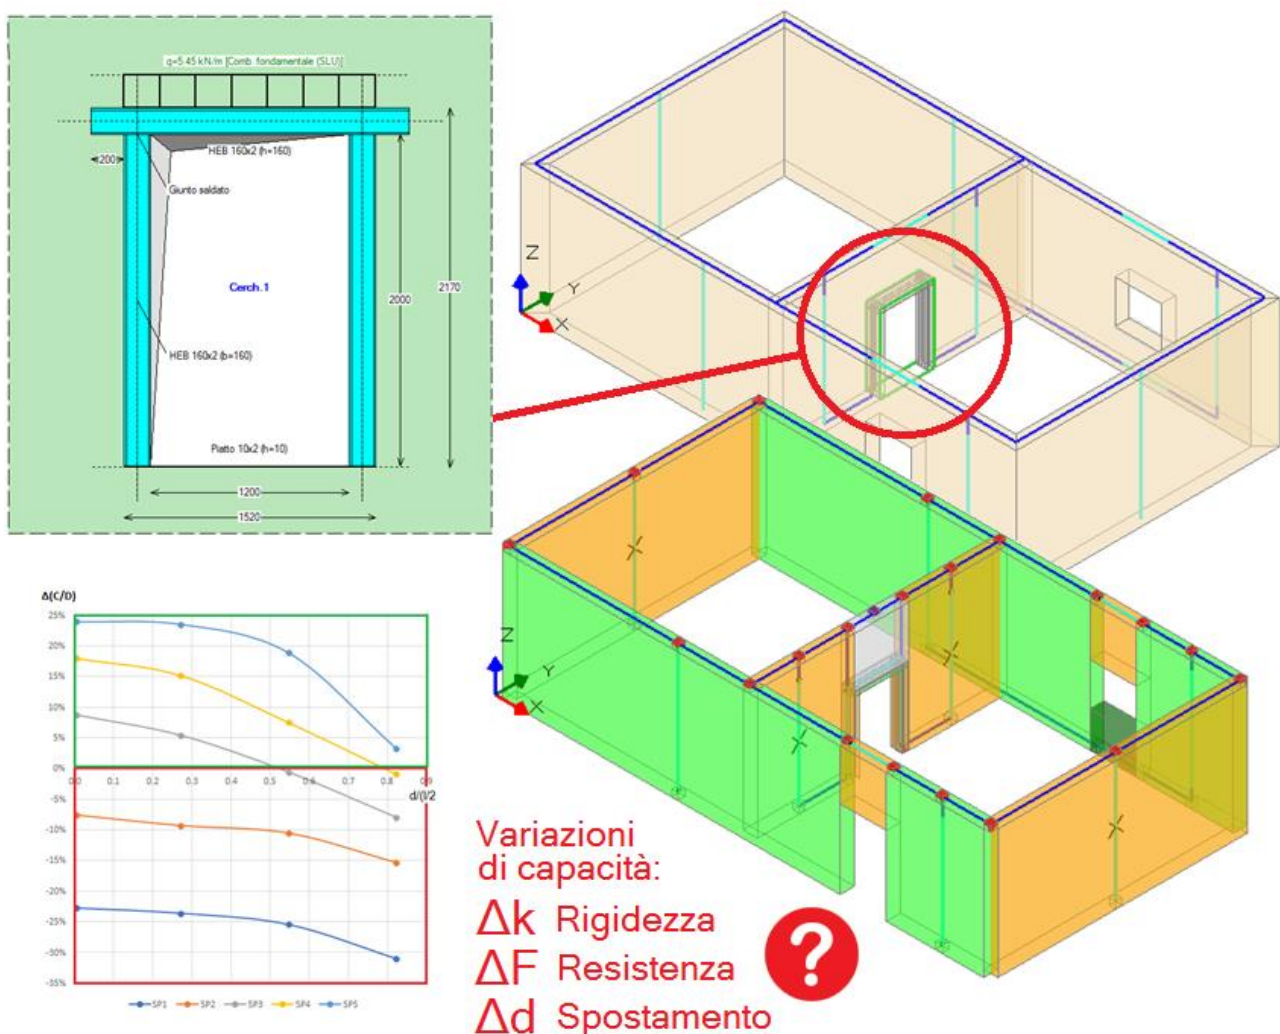 q=5.45 kN/m [Comb. fondamentale (SLU)]
200
HEB 160x2 (h=160)
Giunto saldato
Cerch.1
2000
2170
HEB 160x2 (b=160)
Piatto 10x2 (h=10)
1200
1520
Z
Y
X
Z
Y
X
Δ(C/D)
25%
20%
15%
10%
5%
0%
0.0 0.1 0.2 0.3 0.4 0.5 0.6 0.7 0.8 0.9
d/(l/2
-5%
-10%
-15%
-20%
-25%
-30%
-35%
SP1 SP2 SP3 SP4 SP5
Variazioni
di capacità:
Δk Rigidezza
ΔF Resistenza
Δd Spostamento
?